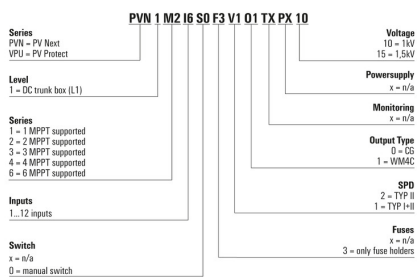 PVN 1 M2 I6 S0 F3 V1 O1 TX PX 10
Series
PVN = PV Next
VPU = PV Protect
Level
1 = DC trunk box (L1)
Series
1 = 1 MPPT supported
2 = 2 MPPT supported
3 = 3 MPPT supported
4 = 4 MPPT supported
6 = 6 MPPT supported
Inputs
1...12 inputs
Switch
x = n/a
0 = manual switch
Voltage
10 = 1kV
15 = 1,5kV
Powersupply
x = n/a
Monitoring
x = n/a
Output Type
0 = CG
1 = WM4C
SPD
2 = TYP II
1 = TYP I+II
Fuses
x = n/a
3 = only fuse holders